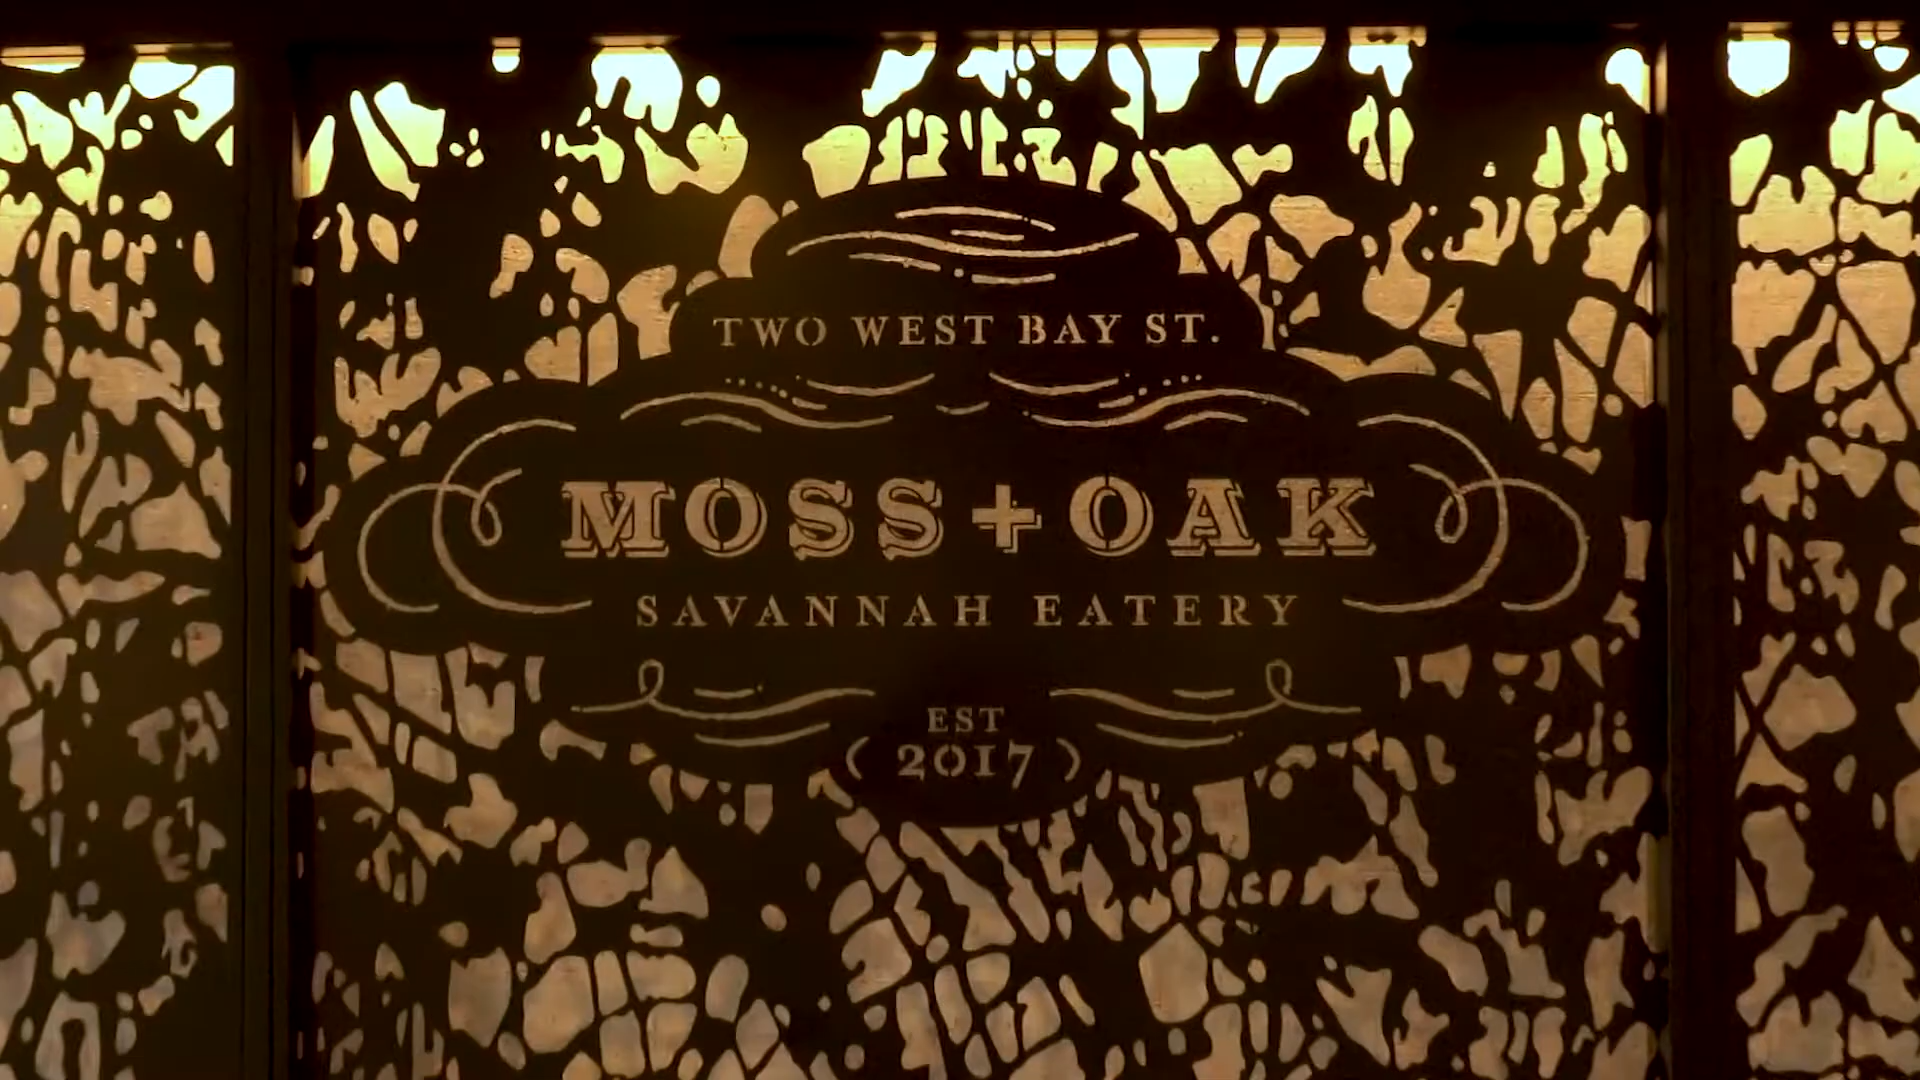 TWO WEST BAY ST.
MOSS+OAK
SAVANNAH EATERY
EST
2017